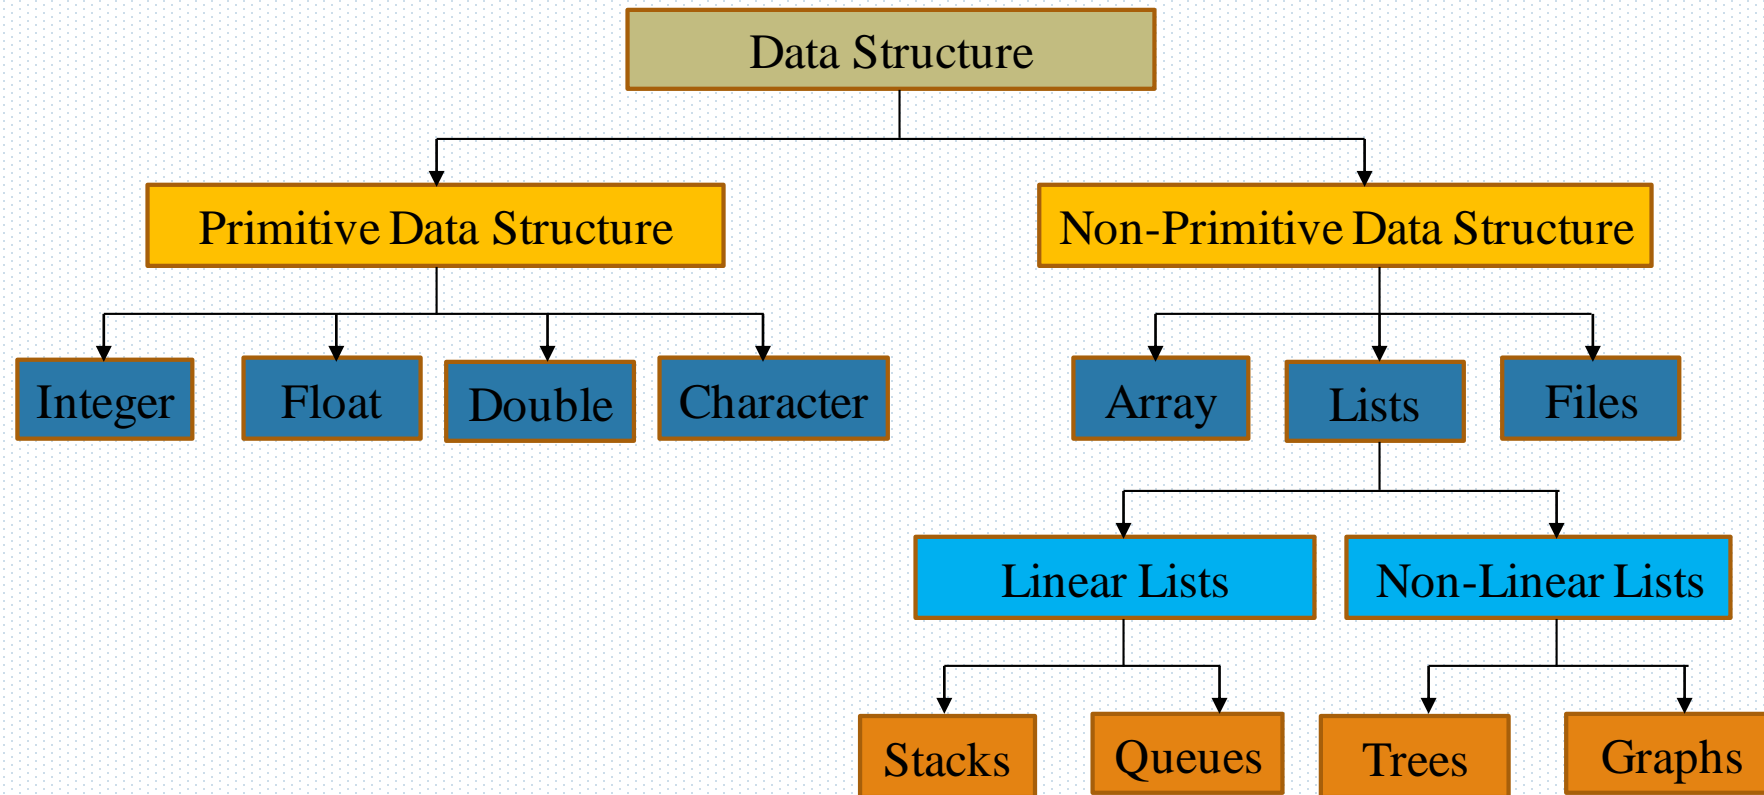 Data Structure
Primitive Data Structure
Non-Primitive Data Structure
Integer
Float
Double
Character
Array
Lists
Files
Linear Lists
Non-Linear Lists
Stacks
Queues
Trees
Graphs